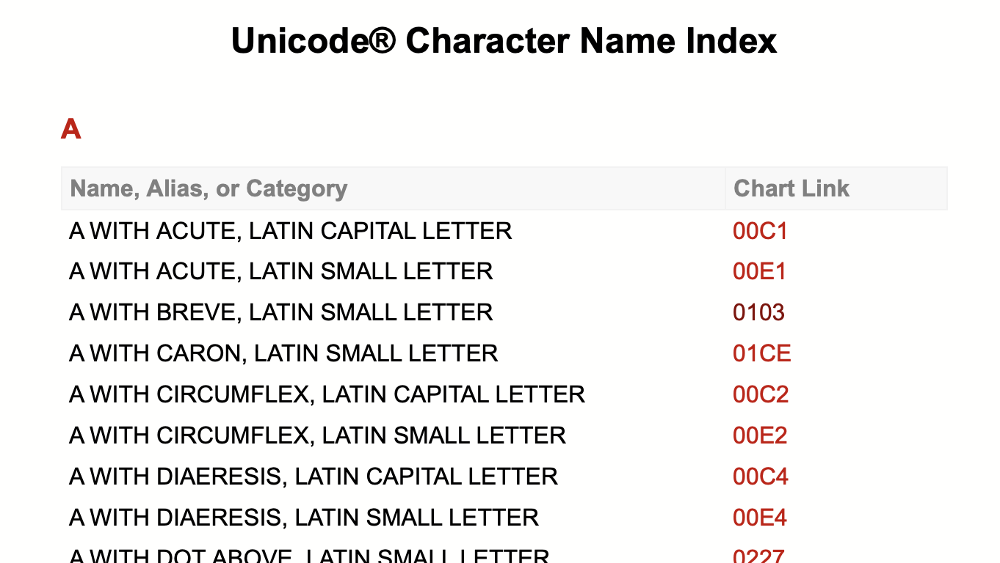 Unicode® Character Name Index
A
Name, Alias, or Category Chart Link
A WITH ACUTE, LATIN CAPITAL LETTER 00C1
A WITH ACUTE, LATIN SMALL LETTER 00E1
A WITH BREVE, LATIN SMALL LETTER 0103
A WITH CARON, LATIN SMALL LETTER 01CE
A WITH CIRCUMFLEX, LATIN CAPITAL LETTER 00C2
A WITH CIRCUMFLEX, LATIN SMALL LETTER 00E2
A WITH DIAERESIS, LATIN CAPITAL LETTER 00C4
A WITH DIAERESIS, LATIN SMALL LETTER 00E4
A WITH DOT ABOVE, LATIN SMALL LETTER 0227